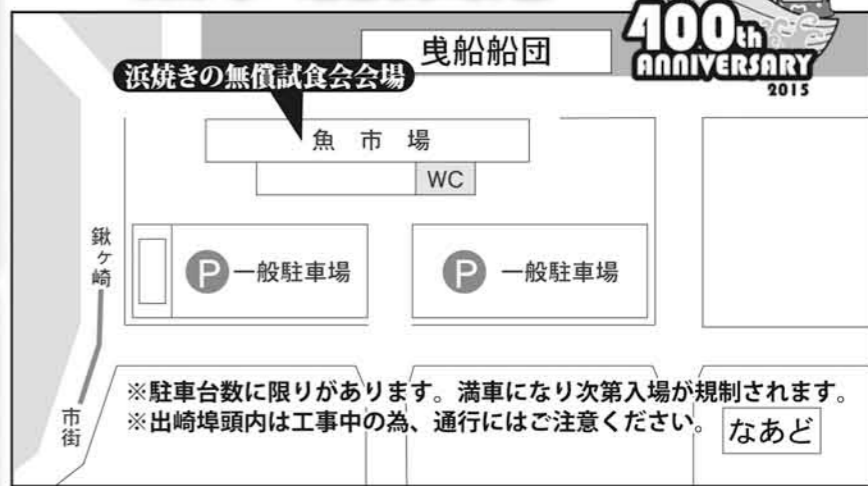 400th
ANNIVERSARY
2015
曳船船団
浜焼きの無償試食会会場
魚市場
WC
鍬ヶ崎
P一般駐車場
P一般駐車場
※駐車台数に限りがあります。満車になり次第入場が規制されます。
※出崎埠頭内は工事中の為、通行にはご注意ください。
市街
なあど